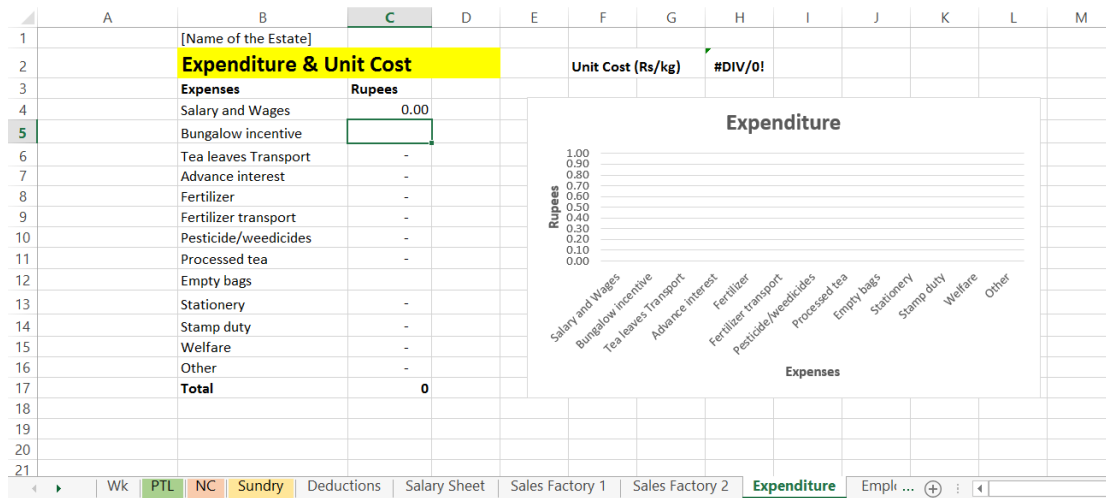 A B C D E F G H I J K L M
1 [Name of the Estate]
2 Expenditure & Unit Cost Unit Cost (Rs/kg) #DIV/0!
3 Expenses Rupees
4 Salary and Wages 0.00
5 Bungalow incentive
6 Tea leaves Transport -
7 Advance interest -
8 Fertilizer -
9 Fertilizer transport -
10 Pesticide/weedicides -
11 Processed tea -
12 Empty bags
13 Stationery -
14 Stamp duty -
15 Welfare -
16 Other -
17 Total 0
18
19
20
21
Expenditure
Rupees
1.00
0.90
0.80
0.70
0.60
0.50
0.40
0.30
0.20
0.10
0.00
Salary and Wages
Bungalow incentive
Tea leaves Transport
Advance interest
Fertilizer
Fertilizer transport
Pesticide/weedicides
Processed tea
Empty bags
Stationery
Stamp duty
Welfare
Other
Expenses
Wk PTL NC Sundry Deductions Salary Sheet Sales Factory 1 Sales Factory 2 Expenditure Emplo ...